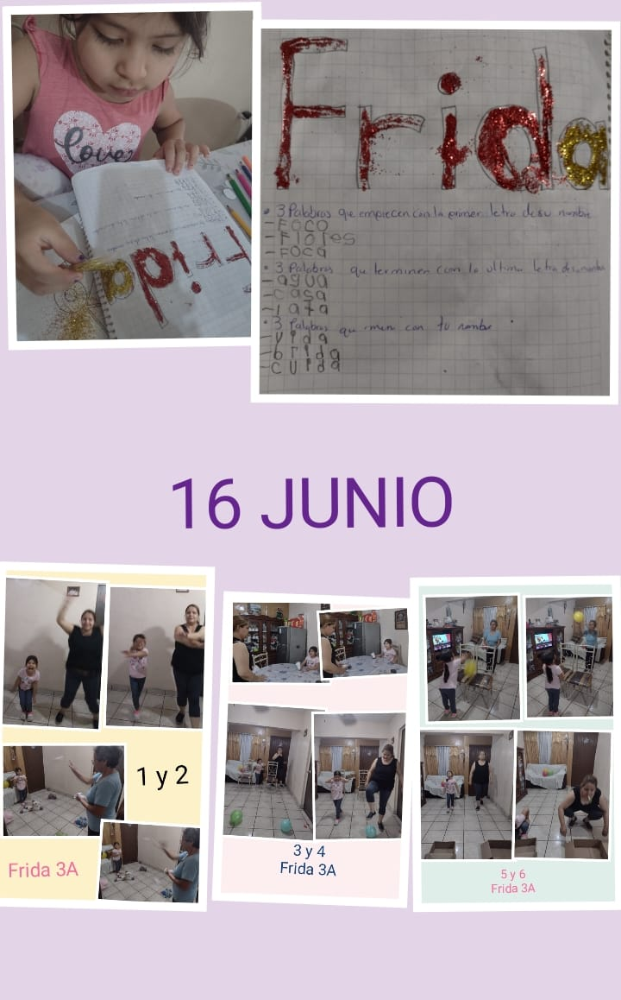 love
Frida
Frida
• 3 Palabras que empiecen con la primer letra de su nombre
- FOCO
- Flores
- FOCa
• 3 Palabras que terminen con la ultima letra de su nombre
- agua
- casa
- lata
• 3 Palabras que rimen con tu nombre
- Vida
- brida
- CUIda
16 JUNIO
1 y 2
Frida 3A
3 y 4
Frida 3A
5 y 6
Frida 3A